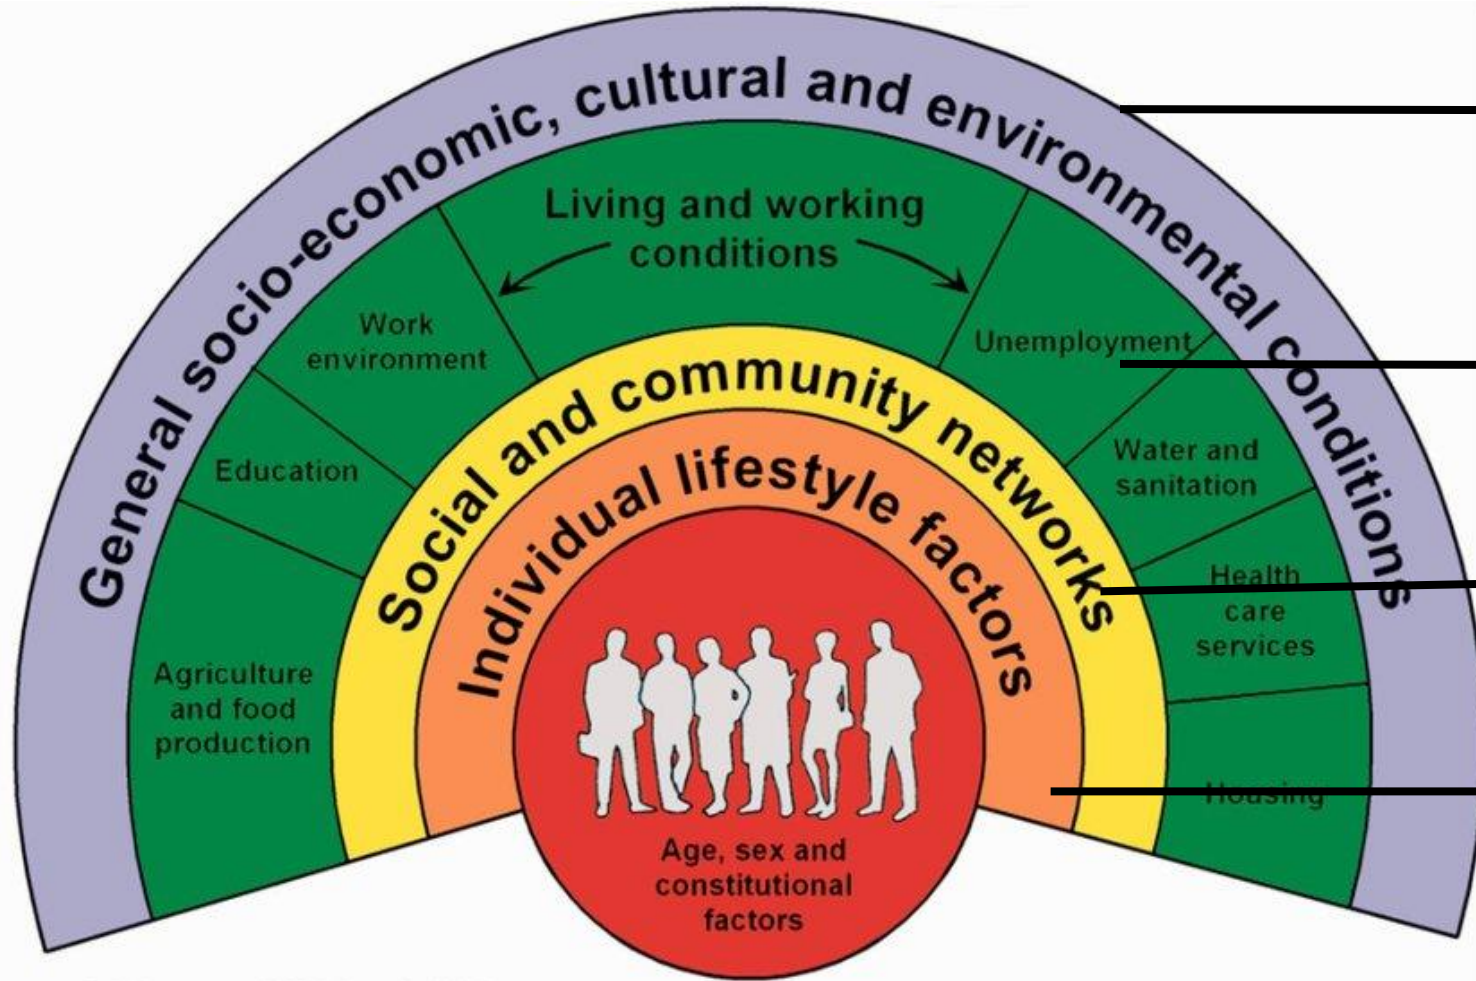 General socio-economic, cultural and environmental conditions
Living and working
conditions
Work
environment
Unemployment
Education
Water and
sanitation
Agriculture
and food
production
Health
care
services
Housing
Social and community networks
Individual lifestyle factors
Age, sex and
constitutional
factors